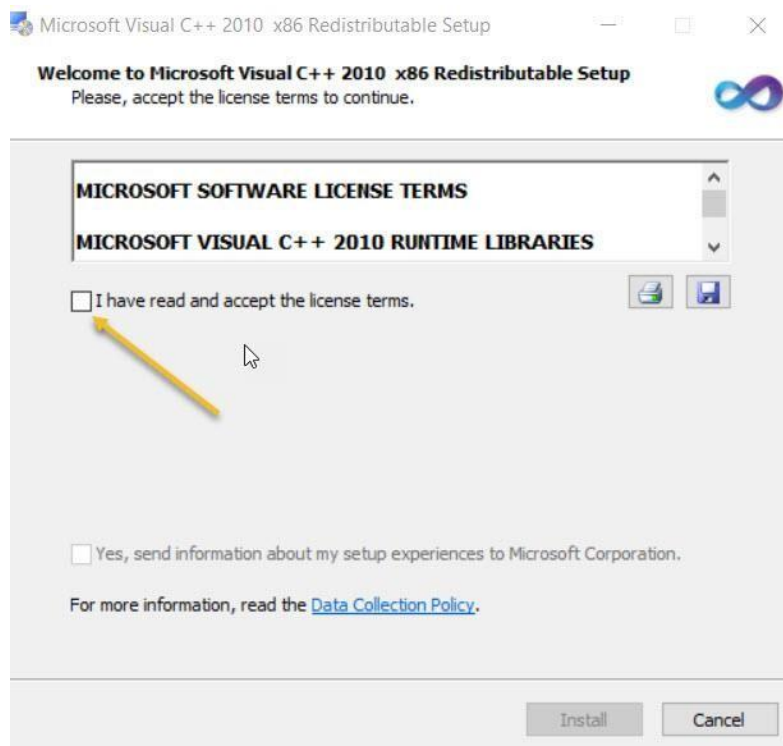 Microsoft Visual C++ 2010  x86 Redistributable Setup
Welcome to Microsoft Visual C++ 2010  x86 Redistributable Setup
Please, accept the license terms to continue.
MICROSOFT SOFTWARE LICENSE TERMS
MICROSOFT VISUAL C++ 2010 RUNTIME LIBRARIES
I have read and accept the license terms.
Yes, send information about my setup experiences to Microsoft Corporation.
For more information, read the Data Collection Policy.
Install
Cancel